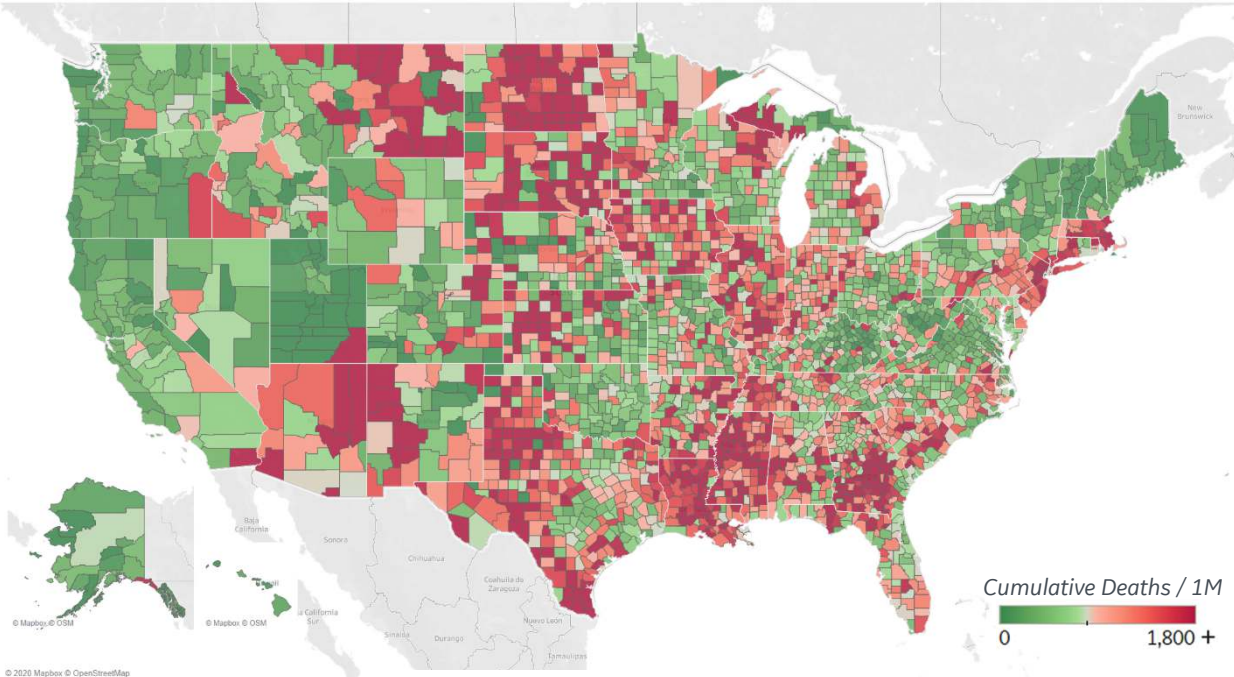 New
Brunswick
Baja
California
Sonora
Chihuahua
Coahuila de
Zaragoza
Nuevo León
Tamaulipas
Sinaloa
Durango
a California
Sur
© Mapbox © OSM
© Mapbox © OSM
© 2020 Mapbox © OpenStreetMap
Cumulative Deaths / 1M
0
1,800 +